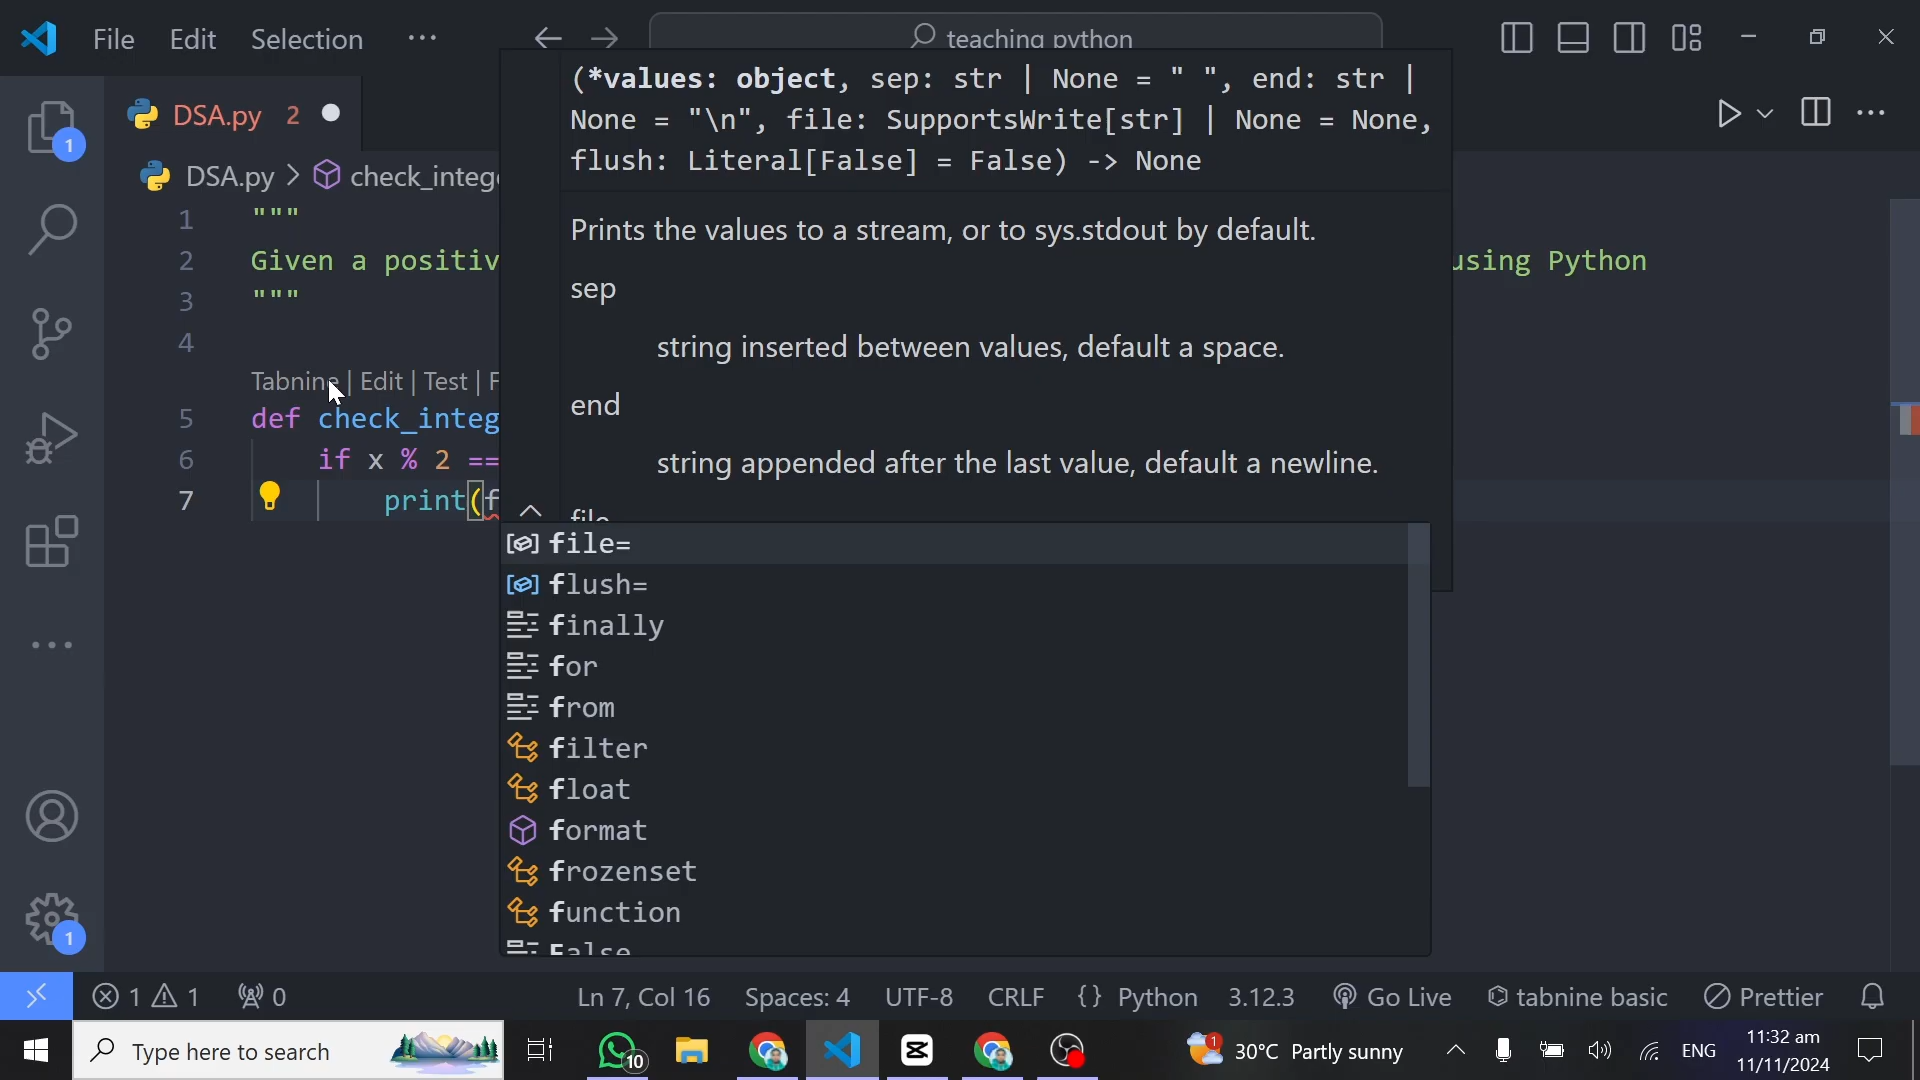 File Edit Selection ··· teaching python
DSA.py 2
DSA.py > check_intege
(*values: object, sep: str | None = " ", end: str |
None = "\n", file: SupportsWrite[str] | None = None,
flush: Literal[False] = False) -> None
Prints the values to a stream, or to sys.stdout by default.
sep
string inserted between values, default a space.
end
string appended after the last value, default a newline.
file
1 """
2 Given a positiv using Python
3 """
4
Tabnine | Edit | Test | F
5 def check_integ
6 if x % 2 ==
7 print(f
file=
flush=
finally
for
from
filter
float
format
frozenset
function
False
1
1
1 1 0 Ln 7, Col 16 Spaces: 4 UTF-8 CRLF {} Python 3.12.3 Go Live tabnine basic Prettier
Type here to search 10 1 30°C Partly sunny ENG 11:32 am
11/11/2024